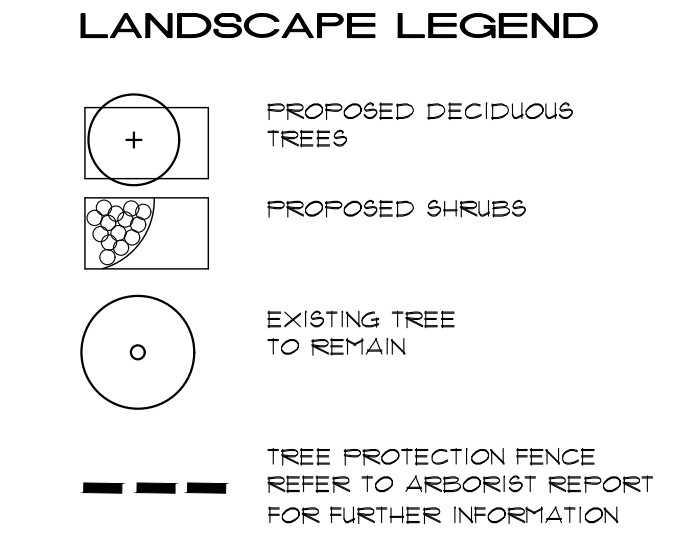 LANDSCAPE LEGEND
PROPOSED DECIDUOUS
TREES
PROPOSED SHRUBS
EXISTING TREE
TO REMAIN
TREE PROTECTION FENCE
REFER TO ARBORIST REPORT
FOR FURTHER INFORMATION